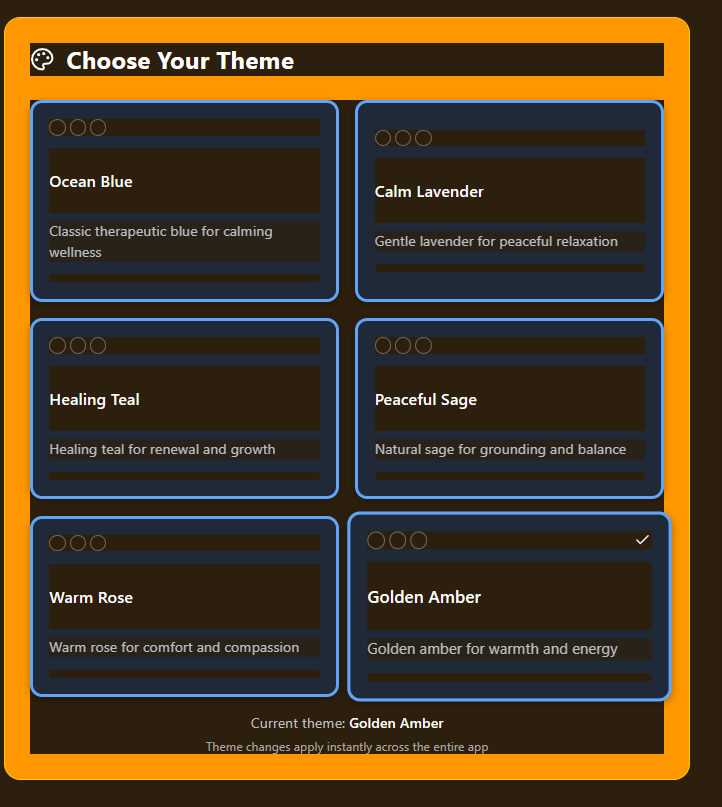 Choose Your Theme
Ocean Blue
Classic therapeutic blue for calming
wellness
Calm Lavender
Gentle lavender for peaceful relaxation
Healing Teal
Healing teal for renewal and growth
Peaceful Sage
Natural sage for grounding and balance
Warm Rose
Warm rose for comfort and compassion
Golden Amber
Golden amber for warmth and energy
Current theme: Golden Amber
Theme changes apply instantly across the entire app